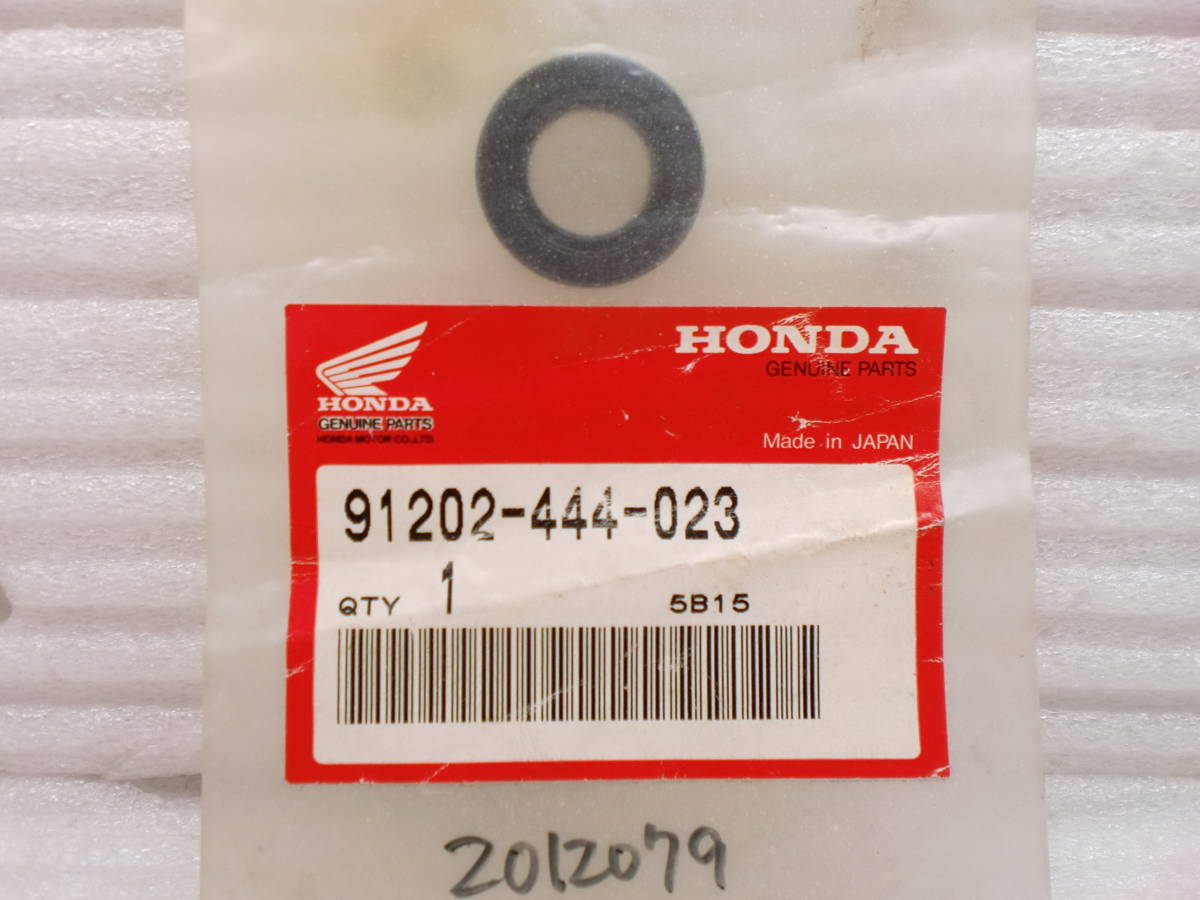 HONDA
GENUINE PARTS
HONDA
GENUINE PARTS
HONDA MOTOR CO., LTD.
Made in JAPAN
91202-444-023
QTY 1 5B15
2012079